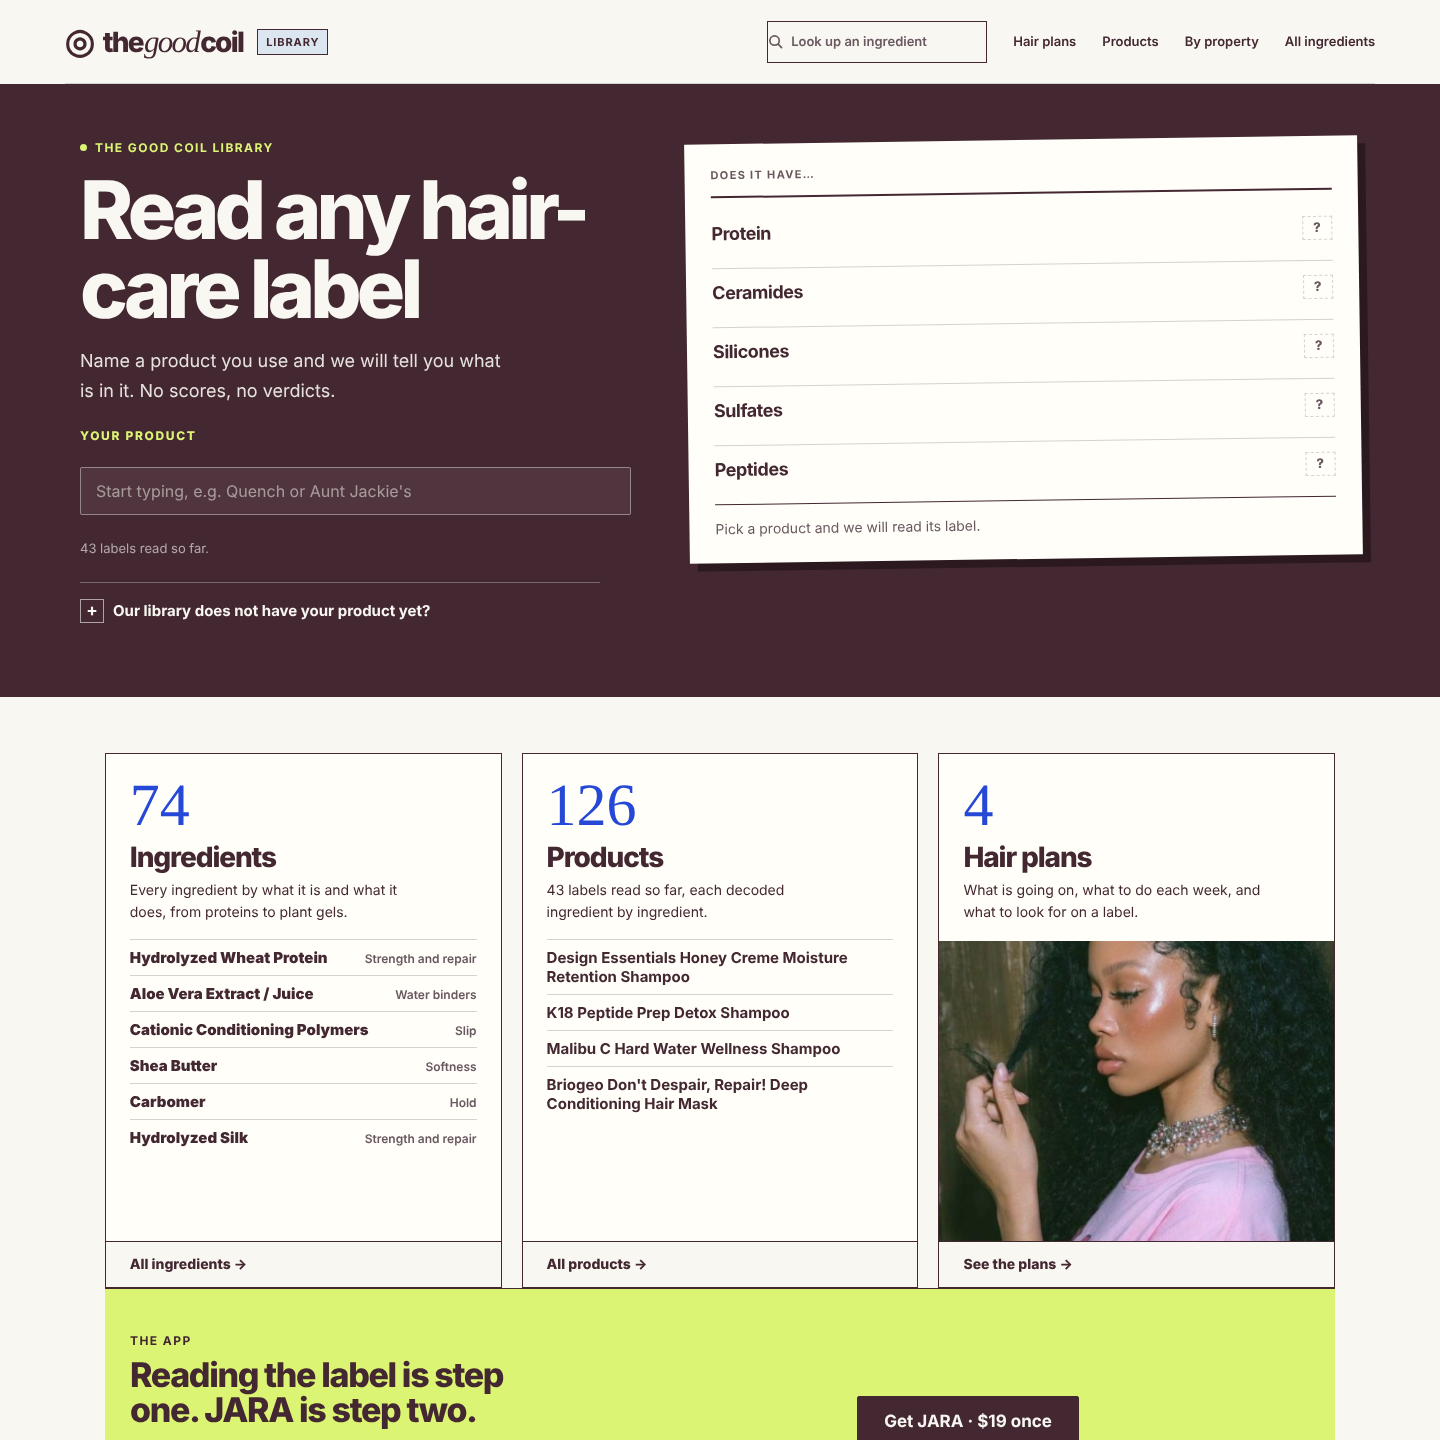 thegoodcoil LIBRARY
Look up an ingredient
Hair plans Products By property All ingredients
THE GOOD COIL LIBRARY
Read any hair-
care label
Name a product you use and we will tell you what
is in it. No scores, no verdicts.
YOUR PRODUCT
Start typing, e.g. Quench or Aunt Jackie's
43 labels read so far.
+ Our library does not have your product yet?
DOES IT HAVE...
Protein ?
Ceramides ?
Silicones ?
Sulfates ?
Peptides ?
Pick a product and we will read its label.
74
Ingredients
Every ingredient by what it is and what it
does, from proteins to plant gels.
Hydrolyzed Wheat Protein Strength and repair
Aloe Vera Extract / Juice Water binders
Cationic Conditioning Polymers Slip
Shea Butter Softness
Carbomer Hold
Hydrolyzed Silk Strength and repair
All ingredients →
126
Products
43 labels read so far, each decoded
ingredient by ingredient.
Design Essentials Honey Creme Moisture
Retention Shampoo
K18 Peptide Prep Detox Shampoo
Malibu C Hard Water Wellness Shampoo
Briogeo Don't Despair, Repair! Deep
Conditioning Hair Mask
All products →
4
Hair plans
What is going on, what to do each week, and
what to look for on a label.
See the plans →
THE APP
Reading the label is step
one. JARA is step two.
Get JARA · $19 once